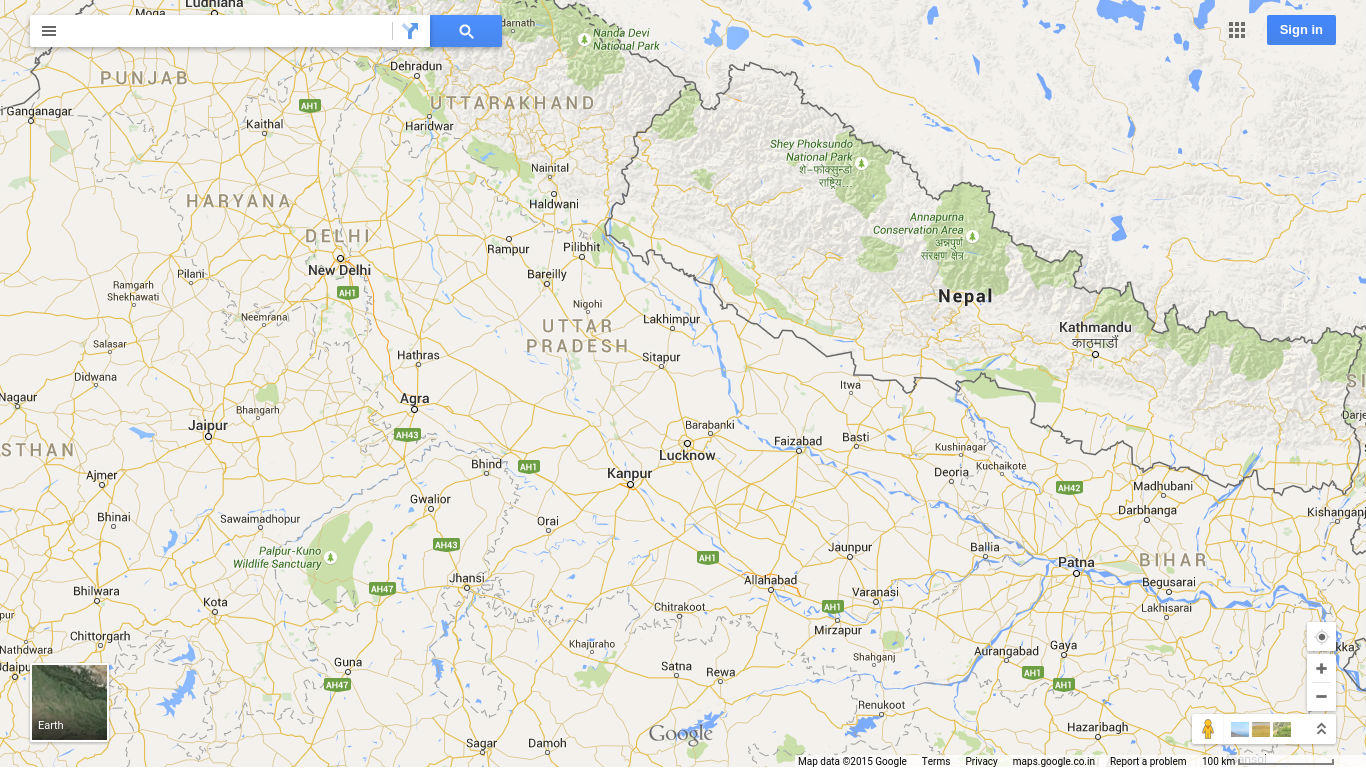 Ludhiana
Moga
darnath
Nanda Devi
National Park
Sign in
PUNJAB
Dehradun
UTTARAKHAND
AH1
Ganganagar
Kaithal
Haridwar
Shey Phoksundo
National Park
शे-फोक्सुन्डो
राष्ट्रिय...
Nainital
HARYANA
Haldwani
DELHI
Annapurna
Conservation Area
अन्नपुर्ण
संरक्षण क्षेत्र
Rampur
Pilibhit
New Delhi
Pilani
Bareilly
Ramgarh
Shekhawati
AH1
Nepal
Nigohi
Neemrana
Lakhimpur
UTTAR
PRADESH
Kathmandu
काठमाडौं
Salasar
Hathras
Sitapur
Didwana
Itwa
SI
Nagaur
Agra
Bhangarh
Darje
Jaipur
AH43
Barabanki
Faizabad
Basti
STHAN
Kushinagar
Lucknow
Bhind
AH1
Kuchaikote
Ajmer
Kanpur
Deoria
AH42
Madhubani
Gwalior
Darbhanga
Kishanganj
Bhinai
Sawaimadhopur
Orai
AH43
Jaunpur
Ballia
Palpur-Kuno
Wildlife Sanctuary
AH1
Patna
BIHAR
Jhansi
Allahabad
Begusarai
Bhilwara
AH47
Varanasi
Kota
Chitrakoot
AH1
Lakhisarai
pur
Mirzapur
Chittorgarh
Khajuraho
Gaya
Nathdwara
Shahganj
Aurangabad
kka
Udaipur
Guna
Satna
Rewa
AH1
AH47
AH1
Renukoot
Earth
Hazaribagh
Google
Sagar
Damoh
Map data ©2015 Google Terms Privacy maps.google.co.in Report a problem 100 km